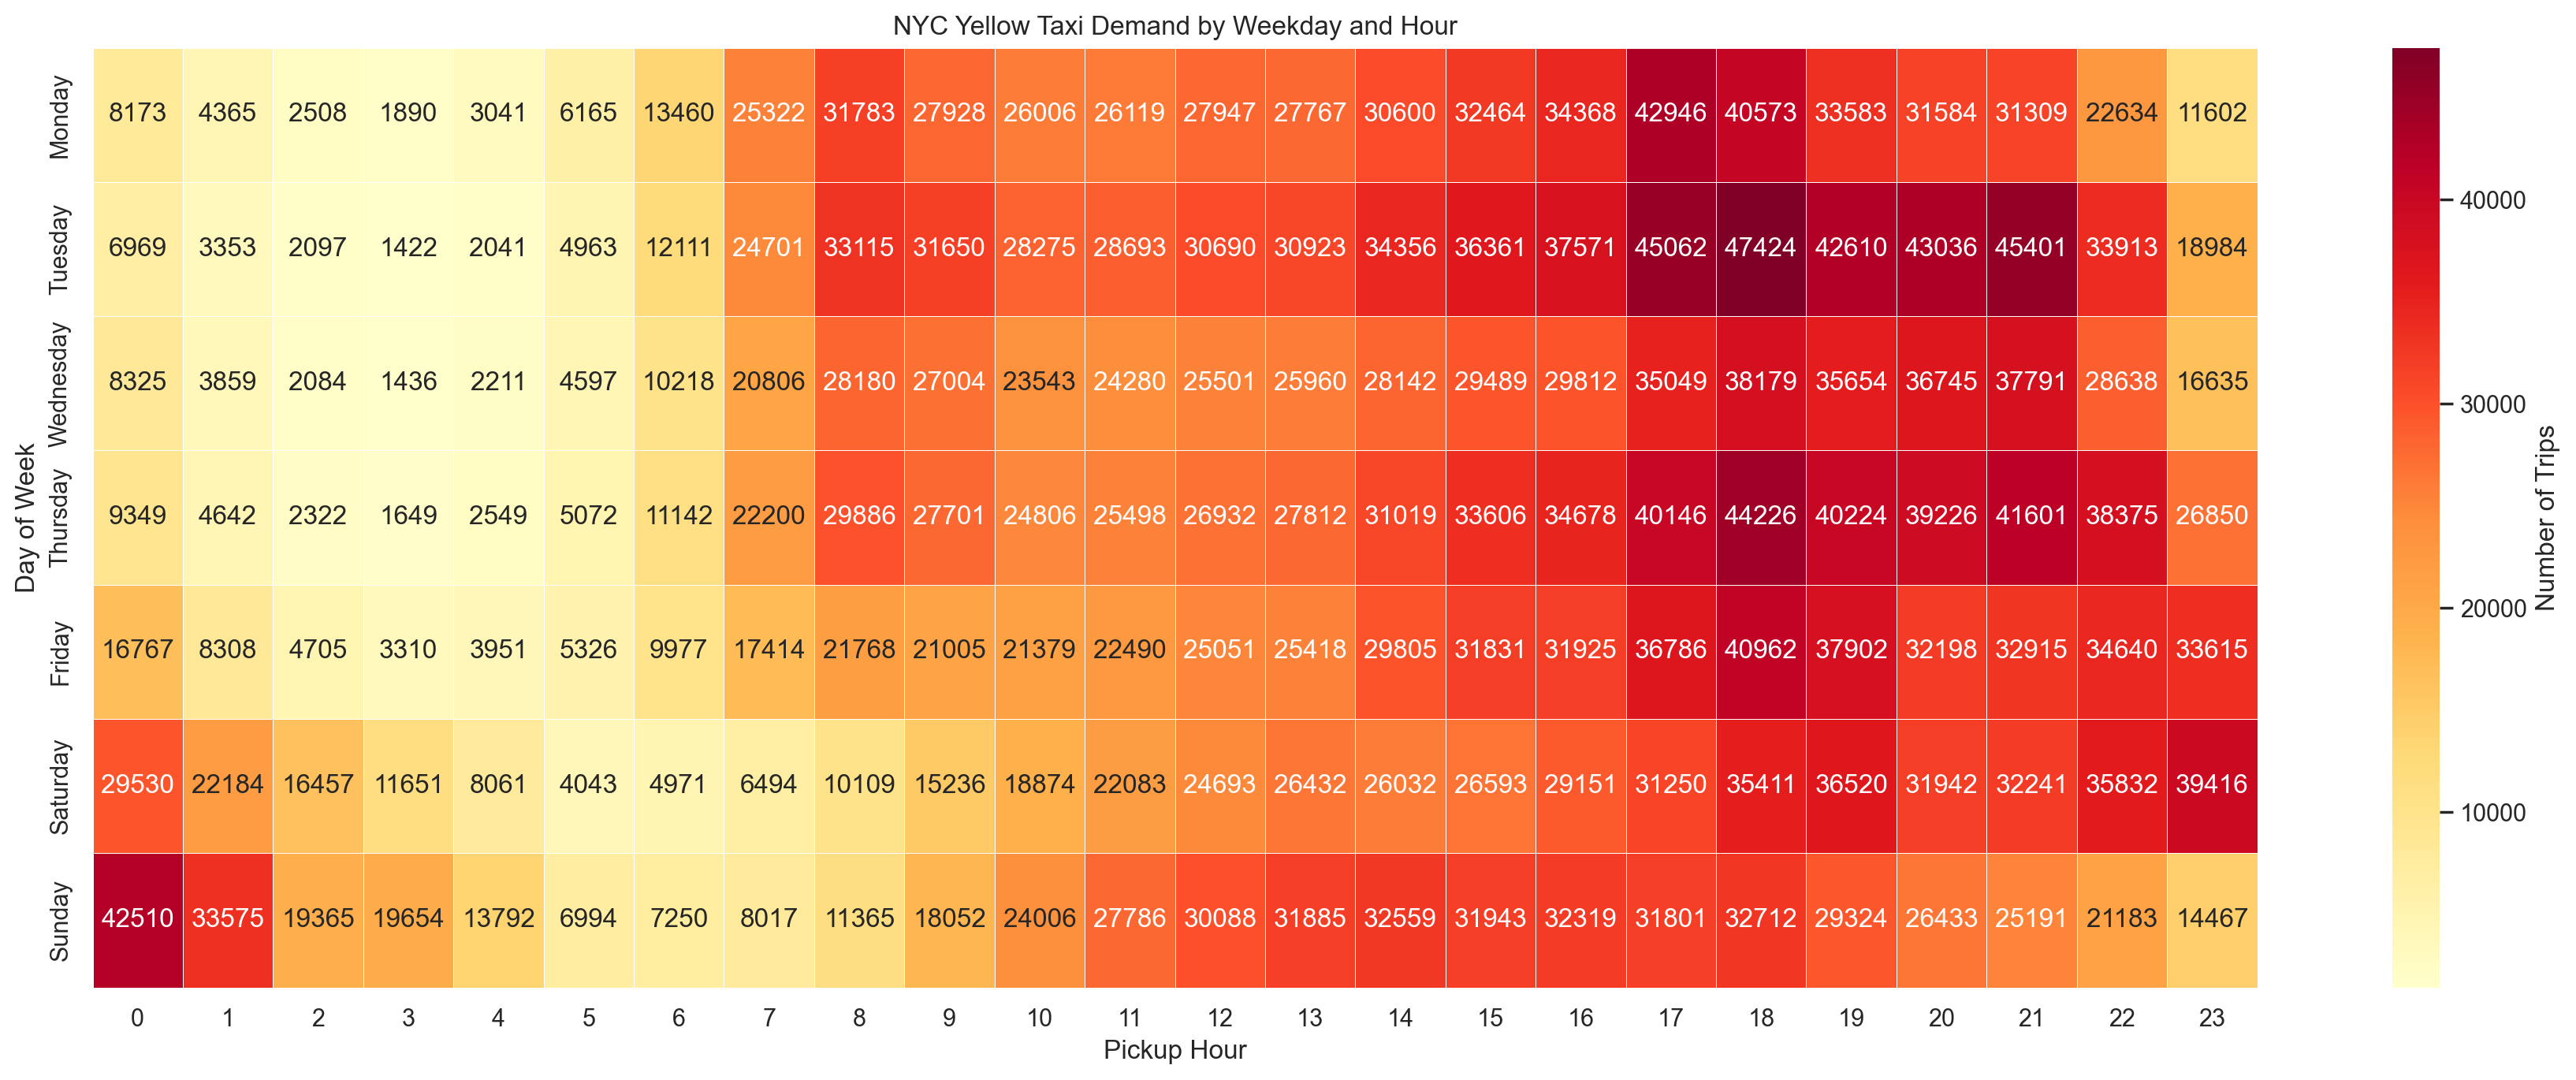 NYC Yellow Taxi Demand by Weekday and Hour
Day of Week
Monday 8173 4365 2508 1890 3041 6165 13460 25322 31783 27928 26006 26119 27947 27767 30600 32464 34368 42946 40573 33583 31584 31309 22634 11602
Tuesday 6969 3353 2097 1422 2041 4963 12111 24701 33115 31650 28275 28693 30690 30923 34356 36361 37571 45062 47424 42610 43036 45401 33913 18984
Wednesday 8325 3859 2084 1436 2211 4597 10218 20806 28180 27004 23543 24280 25501 25960 28142 29489 29812 35049 38179 35654 36745 37791 28638 16635
Thursday 9349 4642 2322 1649 2549 5072 11142 22200 29886 27701 24806 25498 26932 27812 31019 33606 34678 40146 44226 40224 39226 41601 38375 26850
Friday 16767 8308 4705 3310 3951 5326 9977 17414 21768 21005 21379 22490 25051 25418 29805 31831 31925 36786 40962 37902 32198 32915 34640 33615
Saturday 29530 22184 16457 11651 8061 4043 4971 6494 10109 15236 18874 22083 24693 26432 26032 26593 29151 31250 35411 36520 31942 32241 35832 39416
Sunday 42510 33575 19365 19654 13792 6994 7250 8017 11365 18052 24006 27786 30088 31885 32559 31943 32319 31801 32712 29324 26433 25191 21183 14467
0 1 2 3 4 5 6 7 8 9 10 11 12 13 14 15 16 17 18 19 20 21 22 23
Pickup Hour
40000
30000
20000
10000
Number of Trips